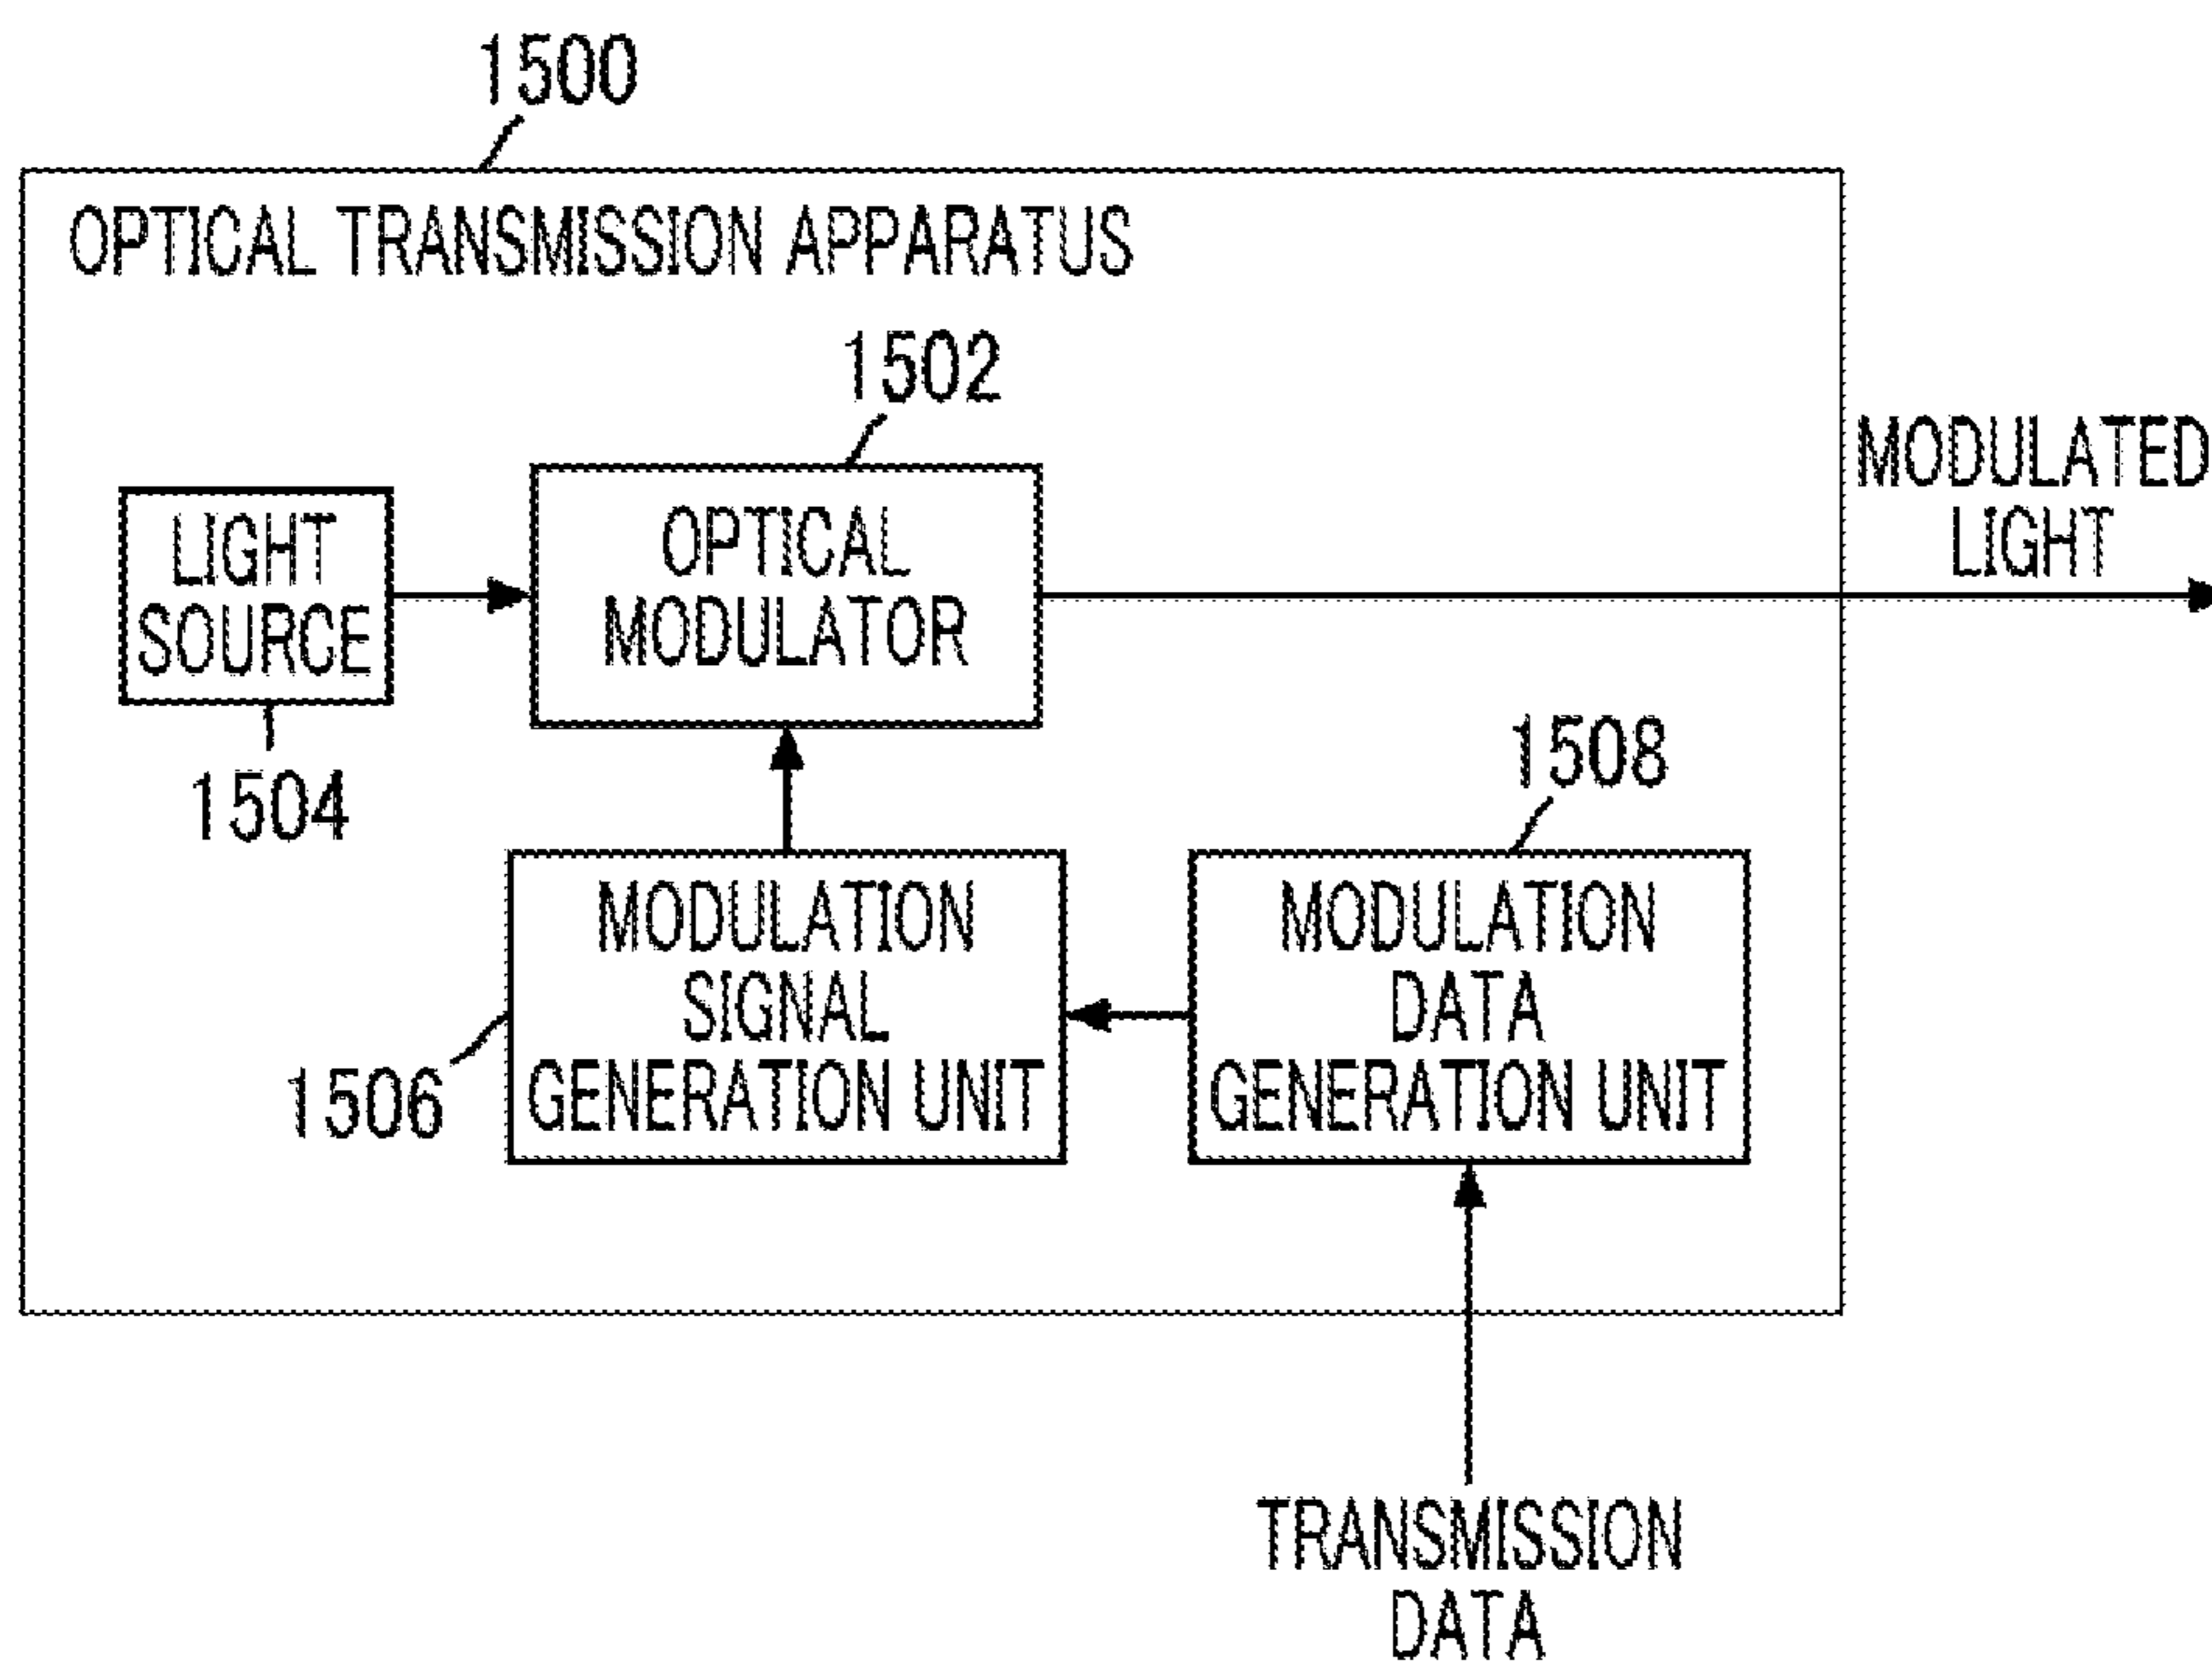 1500
OPTICAL TRANSMISSION APPARATUS
1502
MODULATED
LIGHT
LIGHT
SOURCE
OPTICAL
MODULATOR
1504
1508
MODULATION
SIGNAL
GENERATION UNIT
1506
MODULATION
DATA
GENERATION UNIT
TRANSMISSION
DATA